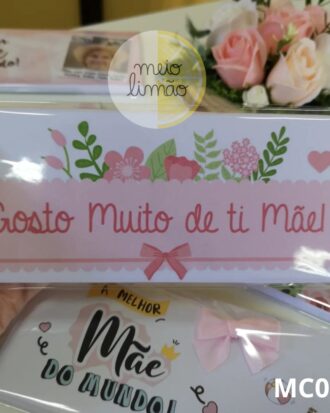 meio
limão
Gosto Muito de ti Mãe!
A MELHOR
Mãe
DO MUNDO!
MC0